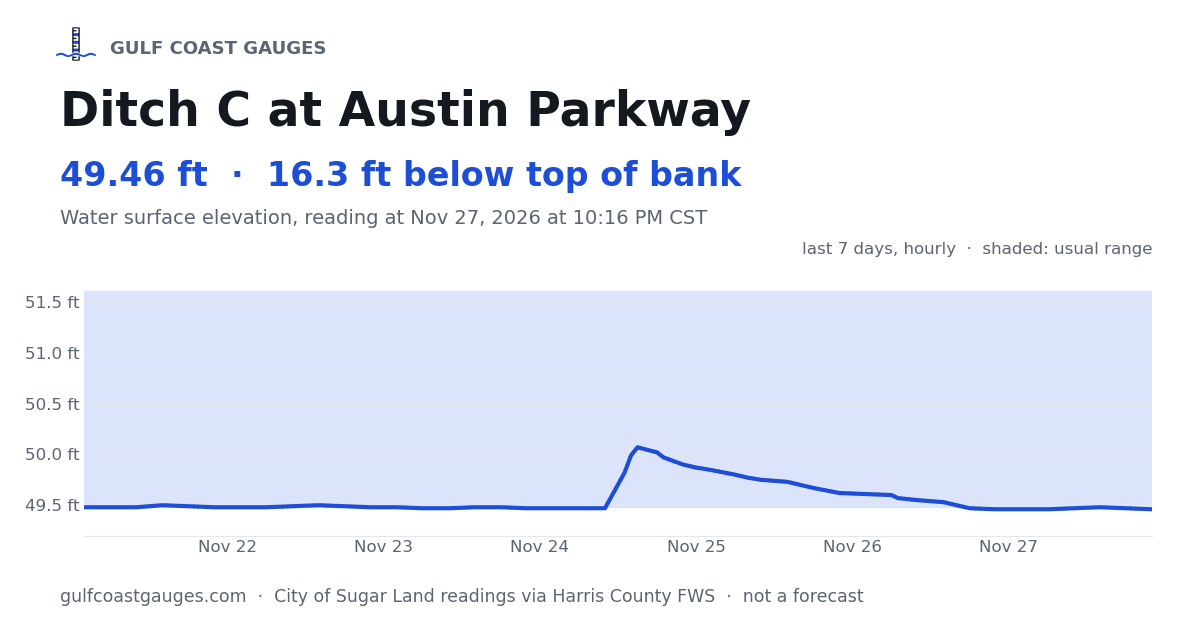 GULF COAST GAUGES
Ditch C at Austin Parkway
49.46 ft · 16.3 ft below top of bank
Water surface elevation, reading at Nov 27, 2026 at 10:16 PM CST
last 7 days, hourly · shaded: usual range
51.5 ft
51.0 ft
50.5 ft
50.0 ft
49.5 ft
Nov 22 Nov 23 Nov 24 Nov 25 Nov 26 Nov 27
gulfcoastgauges.com · City of Sugar Land readings via Harris County FWS · not a forecast